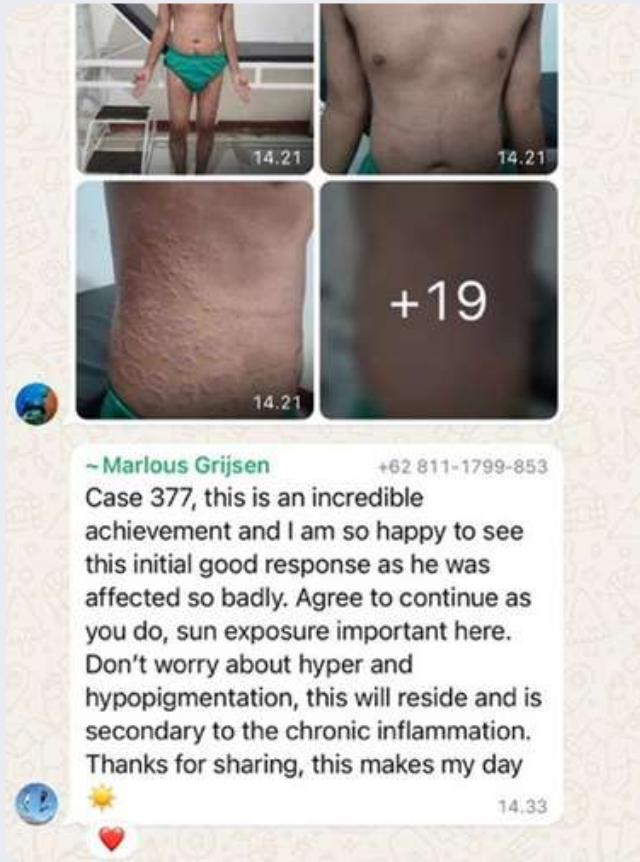 14.21
14.21
14.21
+19
~Marlous Grijsen +62 811-1799-853
Case 377, this is an incredible
achievement and I am so happy to see
this initial good response as he was
affected so badly. Agree to continue as
you do, sun exposure important here.
Don't worry about hyper and
hypopigmentation, this will reside and is
secondary to the chronic inflammation.
Thanks for sharing, this makes my day
☀️
14.33
❤️